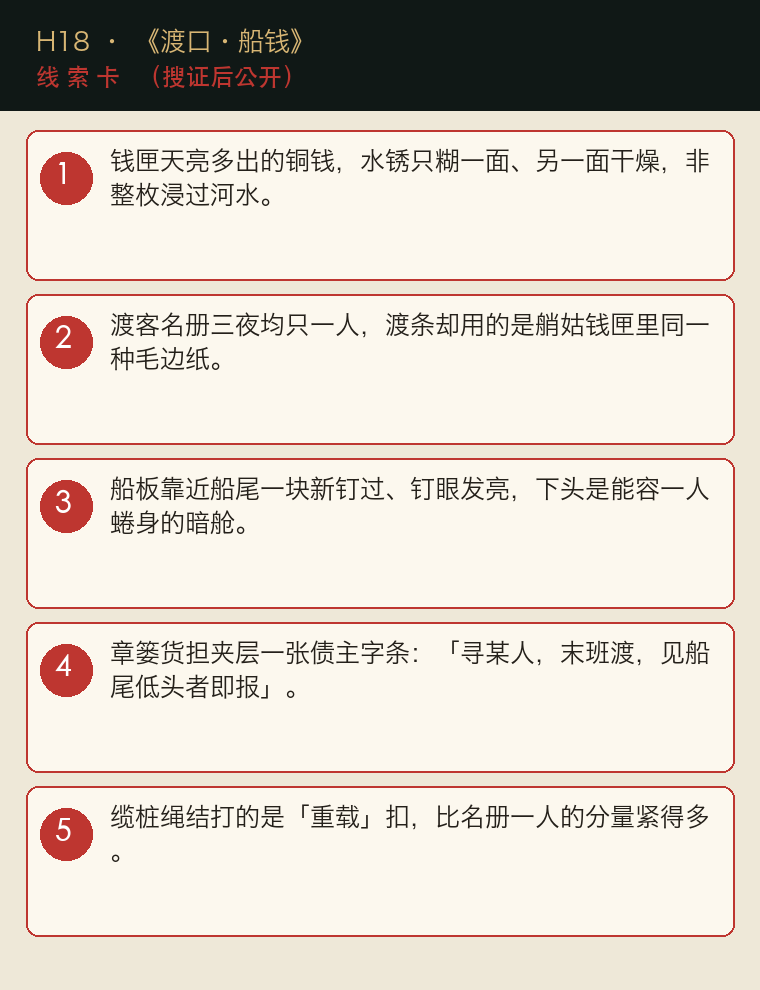 H18 · 《渡口·船钱》
线索卡 （搜证后公开）
1
钱匣天亮多出的铜钱，水锈只糊一面、另一面干燥，非
整枚浸过河水。
2
渡客名册三夜均只一人，渡条却用的是艄姑钱匣里同一
种毛边纸。
3
船板靠近船尾一块新钉过、钉眼发亮，下头是能容一人
蜷身的暗舱。
4
章篓货担夹层一张债主字条：「寻某人，末班渡，见船
尾低头者即报」。
5
缆桩绳结打的是「重载」扣，比名册一人的分量紧得多
。